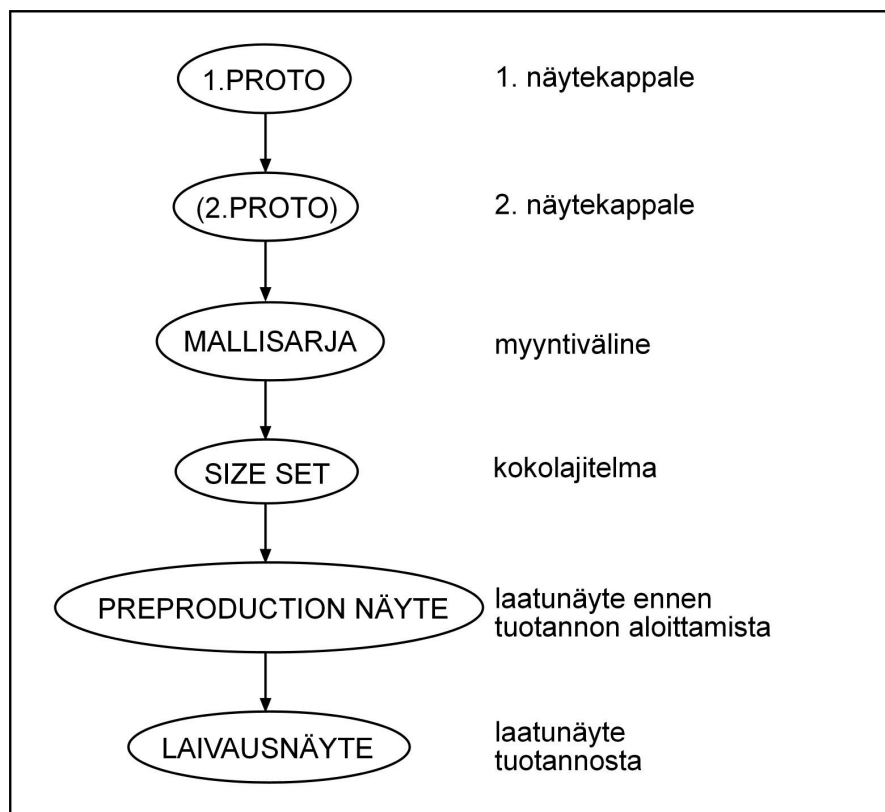 1.PROTO 1. näytekappale
(2.PROTO) 2. näytekappale
MALLISARJA myyntiväline
SIZE SET kokolajitelma
PREPRODUCTION NÄYTE laatunäyte ennen
tuotannon aloittamista
LAIVAUSNÄYTE laatunäyte
tuotannosta